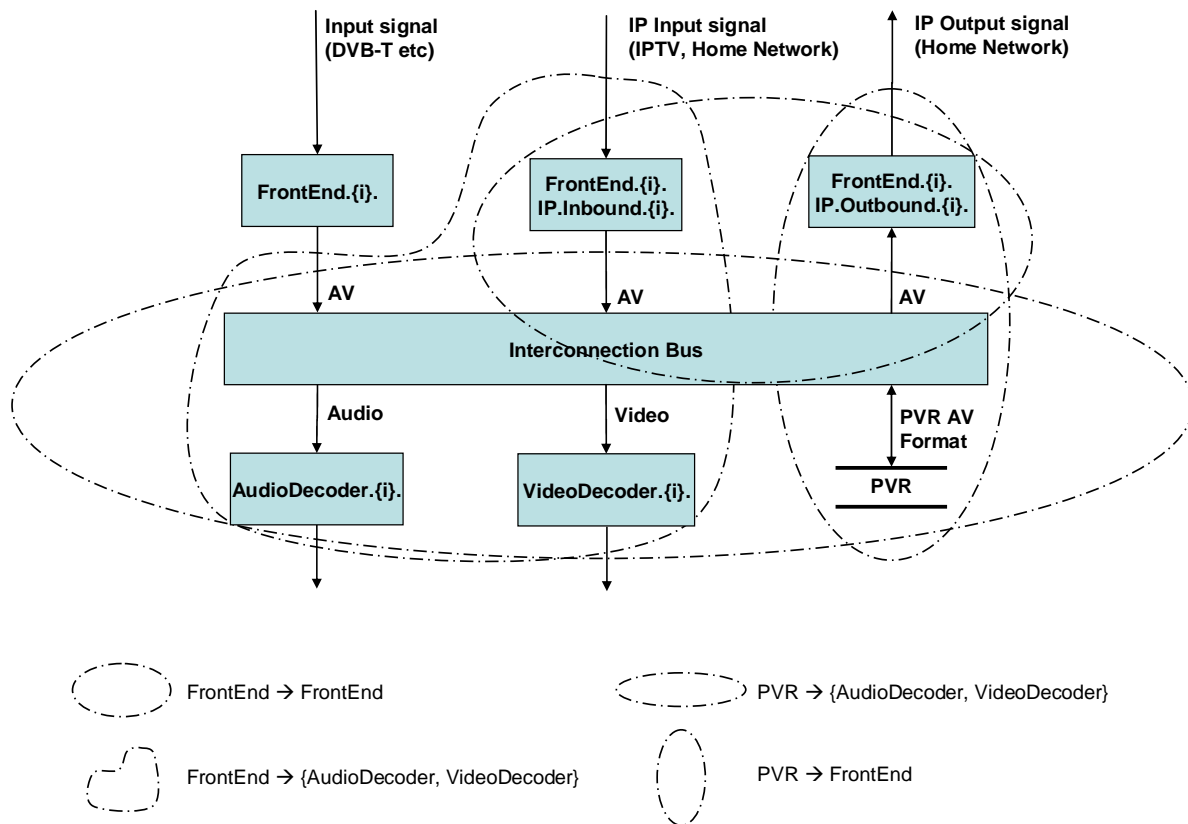 Input signal
(DVB-T etc)
IP Input signal
(IPTV, Home Network)
IP Output signal
(Home Network)
FrontEnd.{i}.
FrontEnd.{i}.
IP.Inbound.{i}.
FrontEnd.{i}.
IP.Outbound.{i}.
AV
AV
AV
Interconnection Bus
Audio
Video
PVR AV
Format
AudioDecoder.{i}.
VideoDecoder.{i}.
PVR
FrontEnd → FrontEnd
PVR → {AudioDecoder, VideoDecoder}
FrontEnd → {AudioDecoder, VideoDecoder}
PVR → FrontEnd